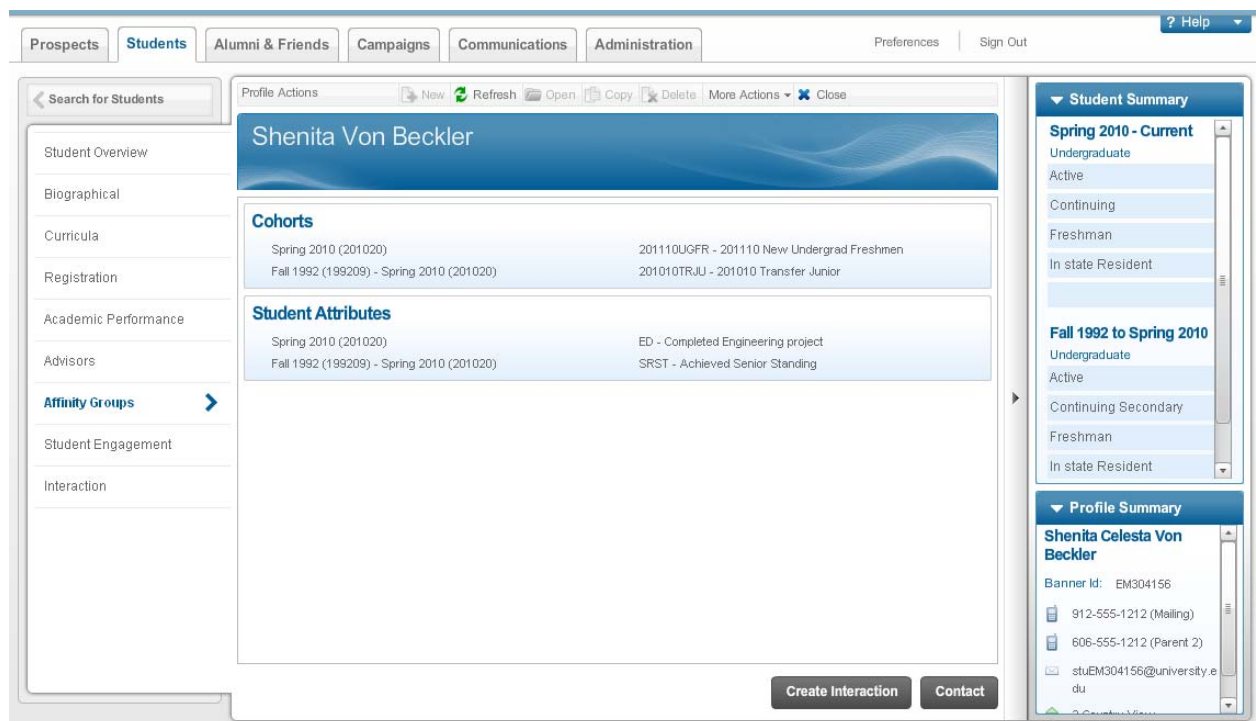 ? Help
Prospects Students Alumni & Friends Campaigns Communications Administration Preferences Sign Out
Search for Students
Student Overview
Biographical
Curricula
Registration
Academic Performance
Advisors
Affinity Groups
Student Engagement
Interaction
Profile Actions New Refresh Open Copy Delete More Actions Close
Shenita Von Beckler
Cohorts
Spring 2010 (201020) 201110UGFR - 201110 New Undergrad Freshmen
Fall 1992 (199209) - Spring 2010 (201020) 201010TRJU - 201010 Transfer Junior
Student Attributes
Spring 2010 (201020) ED - Completed Engineering project
Fall 1992 (199209) - Spring 2010 (201020) SRST - Achieved Senior Standing
Create Interaction Contact
Student Summary
Spring 2010 - Current
Undergraduate
Active
Continuing
Freshman
In state Resident
Fall 1992 to Spring 2010
Undergraduate
Active
Continuing Secondary
Freshman
In state Resident
Profile Summary
Shenita Celesta Von
Beckler
Banner Id: EM304156
912-555-1212 (Mailing)
606-555-1212 (Parent 2)
stuEM304156@university.e
du